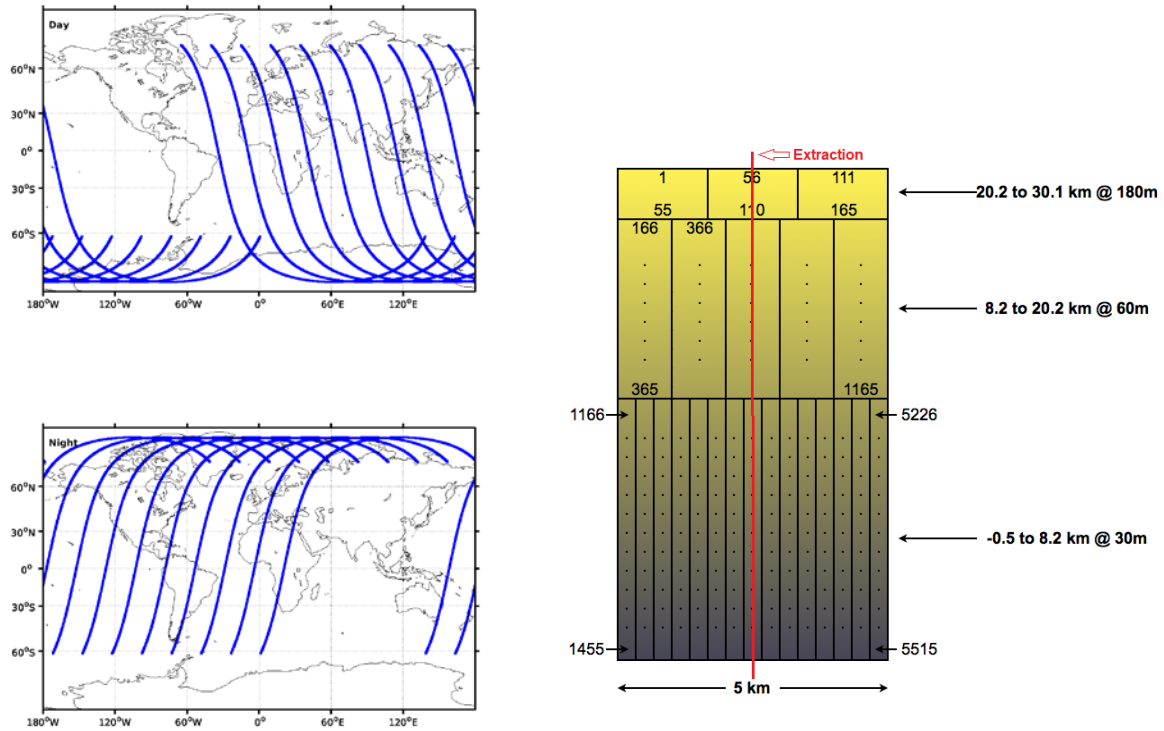 Day
60°N
30°N
0°
30°S
60°S
180°W 120°W 60°W 0° 60°E 120°E
Night
60°N
30°N
0°
30°S
60°S
180°W 120°W 60°W 0° 60°E 120°E
Extraction
1 56 111
20.2 to 30.1 km @ 180m
55 110 165
166 366
8.2 to 20.2 km @ 60m
365 1165
1166 5226
-0.5 to 8.2 km @ 30m
1455 5515
5 km